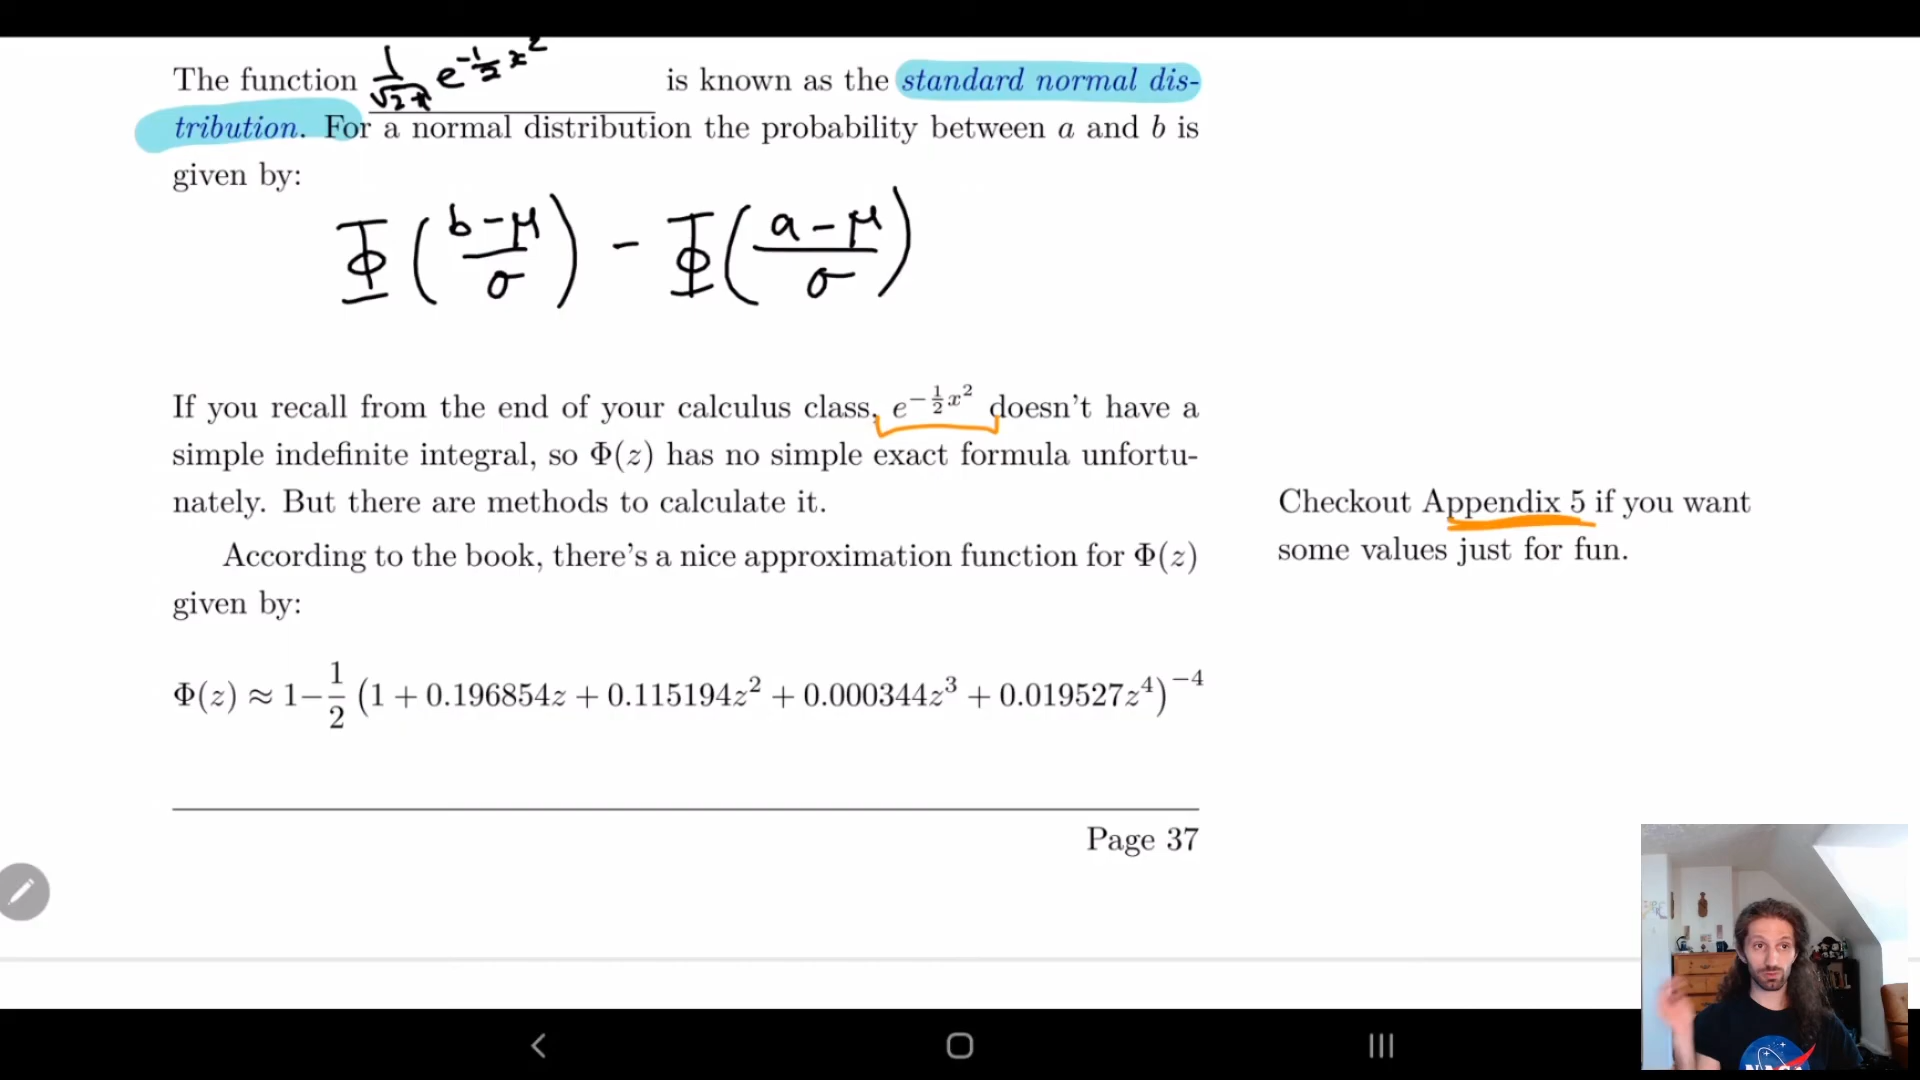 The function 1/√2π e^-1/2 x^2 is known as the standard normal dis-
tribution. For a normal distribution the probability between a and b is
given by:
Φ(b-μ/σ) - Φ(a-μ/σ)
If you recall from the end of your calculus class, e^{-1/2 x^2} doesn't have a
simple indefinite integral, so Φ(z) has no simple exact formula unfortu-
nately. But there are methods to calculate it.
Checkout Appendix 5 if you want
some values just for fun.
According to the book, there's a nice approximation function for Φ(z)
given by:
Φ(z) ≈ 1-1/2 (1 + 0.196854z + 0.115194z^2 + 0.000344z^3 + 0.019527z^4)^-4
Page 37
NASA